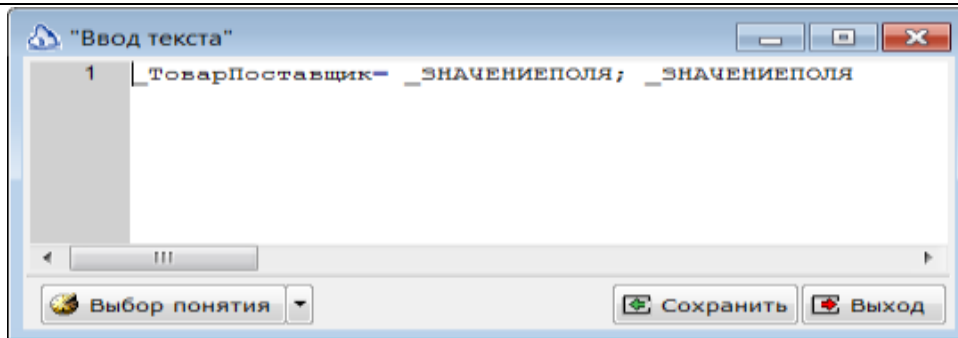 "Ввод текста"
1 _ТоварПоставщик= _ЗНАЧЕНИЕПОЛЯ; _ЗНАЧЕНИЕПОЛЯ
Выбор понятия Сохранить Выход